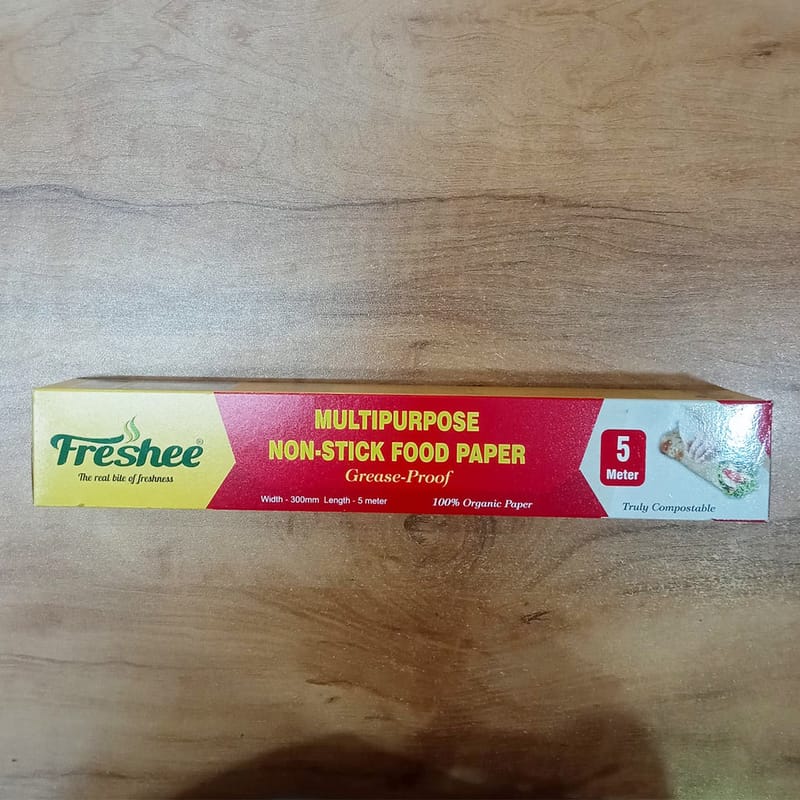 Freshee®
The real bite of freshness
MULTIPURPOSE
NON-STICK FOOD PAPER
Grease-Proof
Width - 300mm Length - 5 meter
100% Organic Paper
5
Meter
Truly Compostable